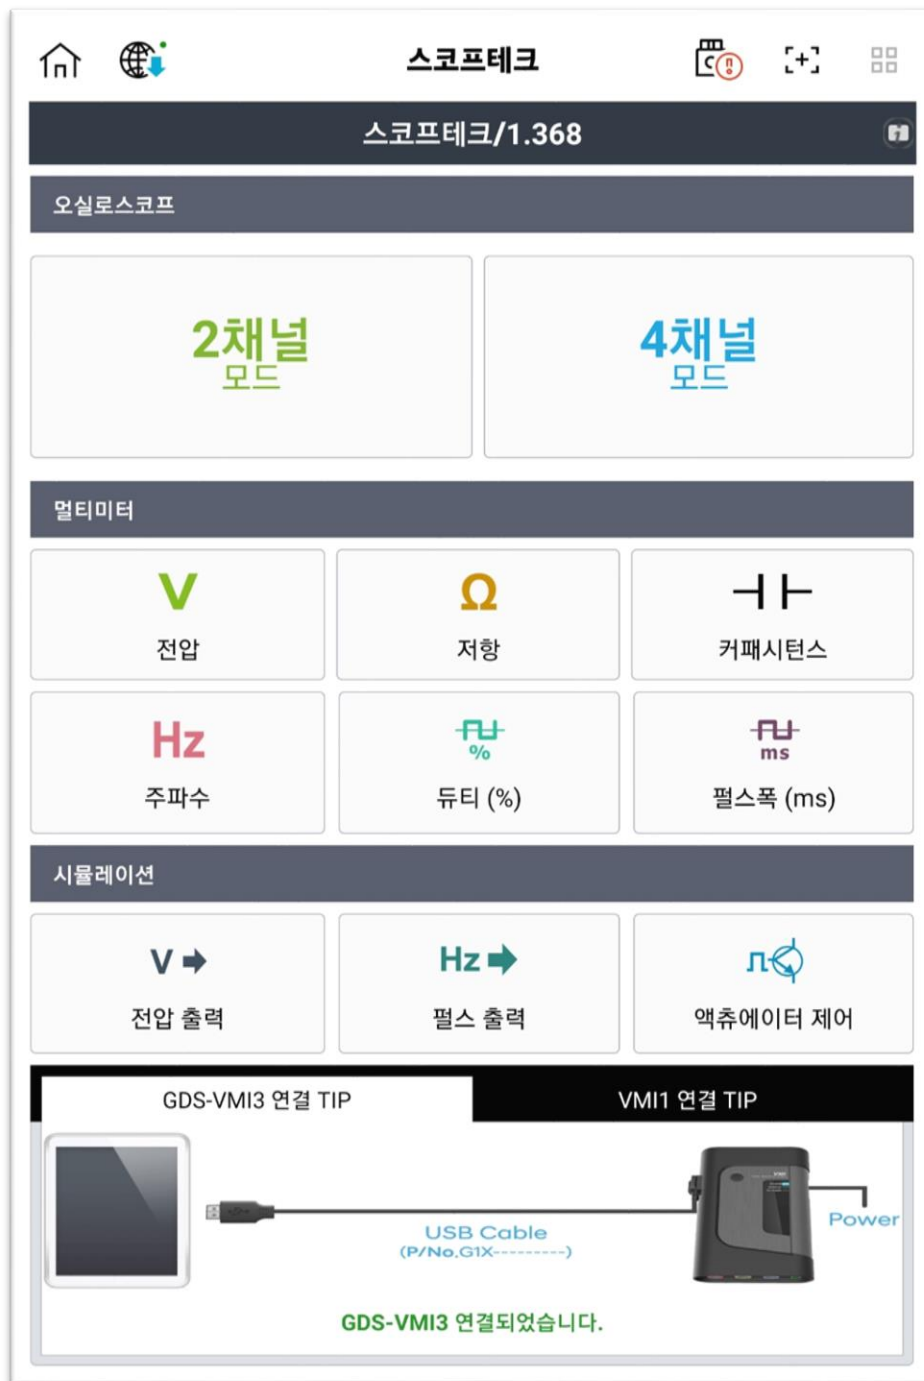 스코프테크
스코프테크/1.368
오실로스코프
2채널
모드
4채널
모드
멀티미터
V
전압
Ω
저항
커패시턴스
Hz
주파수
%
듀티 (%)
ms
펄스폭 (ms)
시뮬레이션
V
전압 출력
Hz
펄스 출력
액츄에이터 제어
GDS-VMI3 연결 TIP
VMI1 연결 TIP
USB Cable
(P/No.G1X---------)
Power
GDS-VMI3 연결되었습니다.